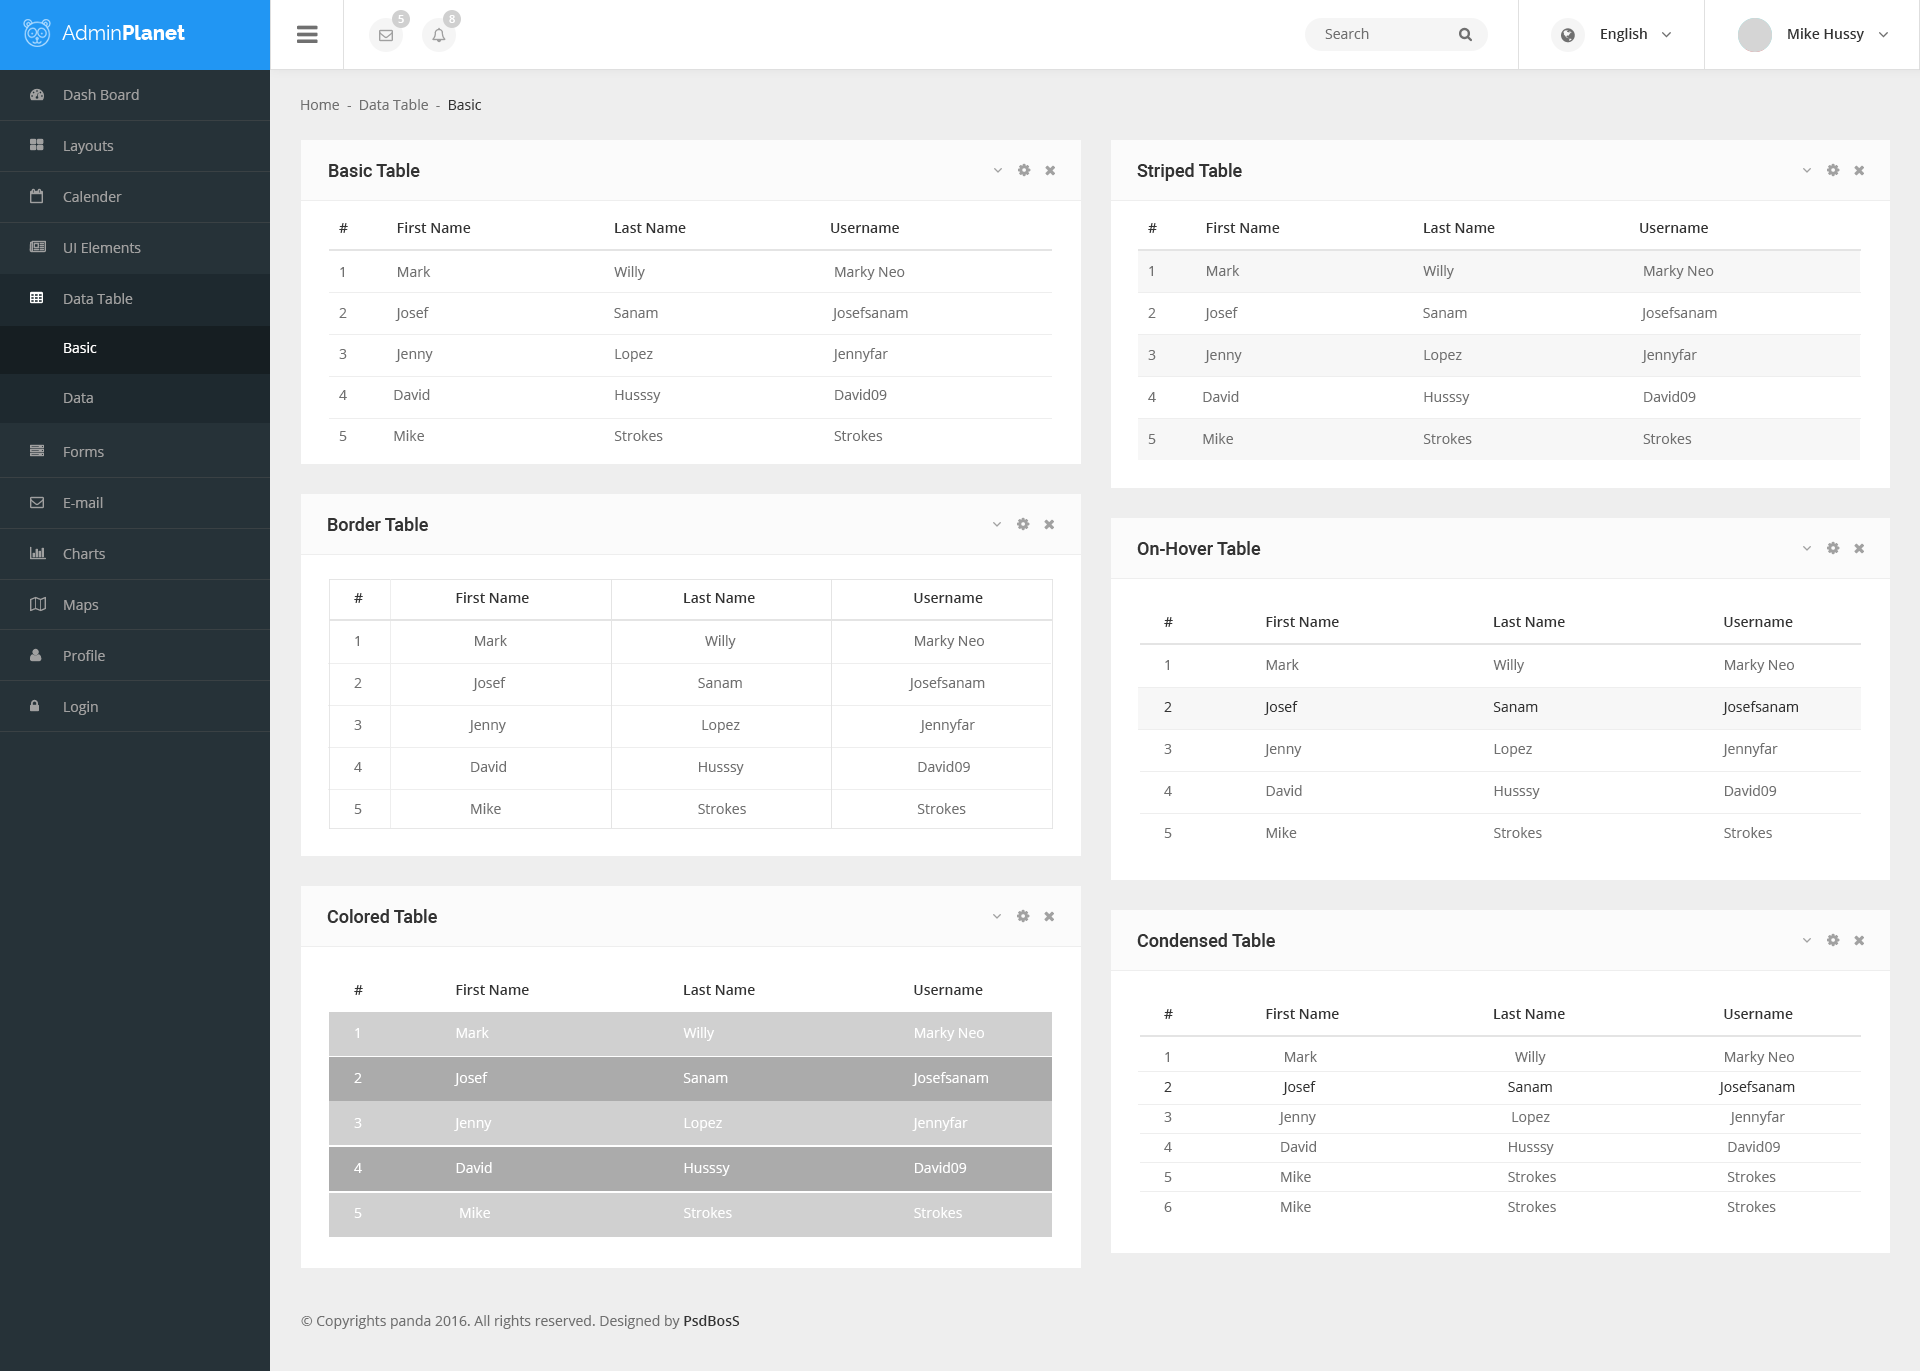 AdminPlanet
5
8
Search
English
Mike Hussy
Dash Board
Layouts
Calender
UI Elements
Data Table
Basic
Data
Forms
E-mail
Charts
Maps
Profile
Login
Home - Data Table - Basic
Basic Table
# First Name Last Name Username
1 Mark Willy Marky Neo
2 Josef Sanam Josefsanam
3 Jenny Lopez Jennyfar
4 David Husssy David09
5 Mike Strokes Strokes
Striped Table
# First Name Last Name Username
1 Mark Willy Marky Neo
2 Josef Sanam Josefsanam
3 Jenny Lopez Jennyfar
4 David Husssy David09
5 Mike Strokes Strokes
Border Table
# First Name Last Name Username
1 Mark Willy Marky Neo
2 Josef Sanam Josefsanam
3 Jenny Lopez Jennyfar
4 David Husssy David09
5 Mike Strokes Strokes
On-Hover Table
# First Name Last Name Username
1 Mark Willy Marky Neo
2 Josef Sanam Josefsanam
3 Jenny Lopez Jennyfar
4 David Husssy David09
5 Mike Strokes Strokes
Colored Table
# First Name Last Name Username
1 Mark Willy Marky Neo
2 Josef Sanam Josefsanam
3 Jenny Lopez Jennyfar
4 David Husssy David09
5 Mike Strokes Strokes
Condensed Table
# First Name Last Name Username
1 Mark Willy Marky Neo
2 Josef Sanam Josefsanam
3 Jenny Lopez Jennyfar
4 David Husssy David09
5 Mike Strokes Strokes
6 Mike Strokes Strokes
© Copyrights panda 2016. All rights reserved. Designed by PsdBosS